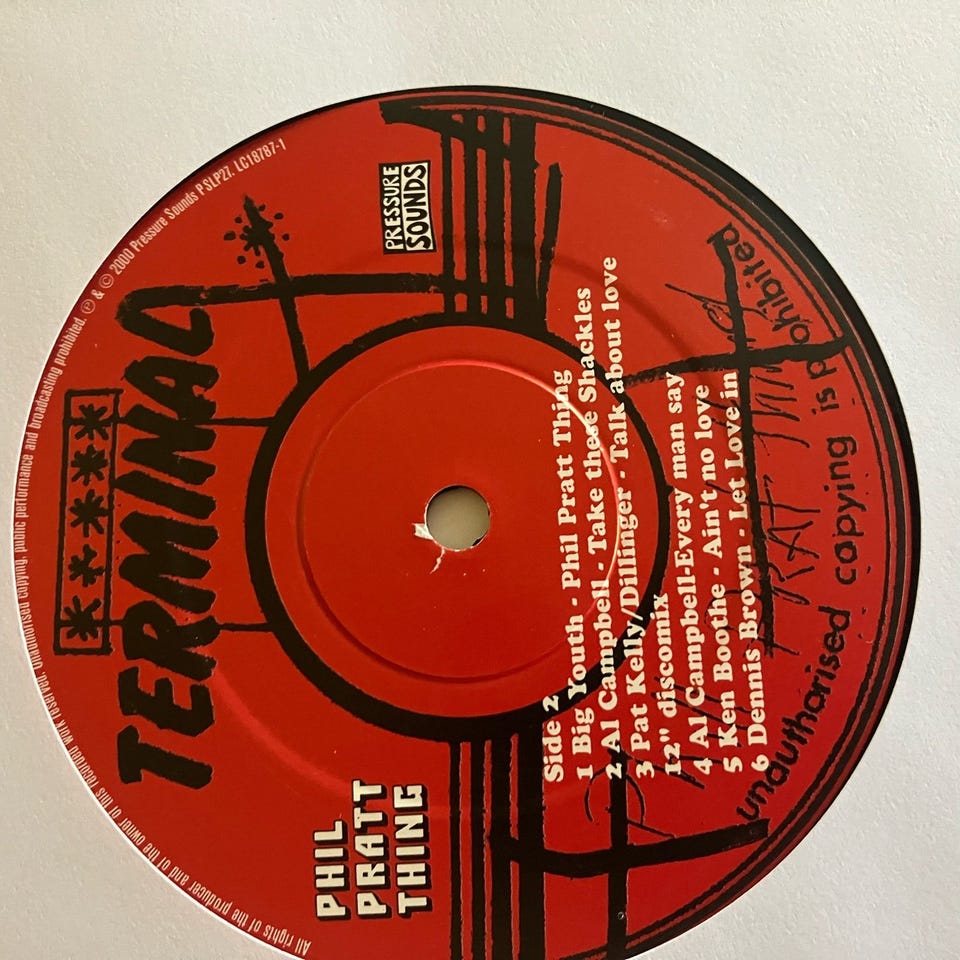 All rights of the producer and of the owner of this recorded work reserved. Unauthorised copying, public performance and broadcasting prohibited. ℗ & © 2000 Pressure Sounds PSLP27. LC18787-1
*****
TERMINAL
PHIL
PRATT
THING
PRESSURE
SOUNDS
Side 2
1 Big Youth - Phil Pratt Thing
2 Al Campbell - Take these Shackles
3 Pat Kelly/Dillinger - Talk about love
12" discomix
4 Al Campbell-Every man say
5 Ken Boothe - Ain't no love
6 Dennis Brown - Let Love in
unauthorised copying is pohibited